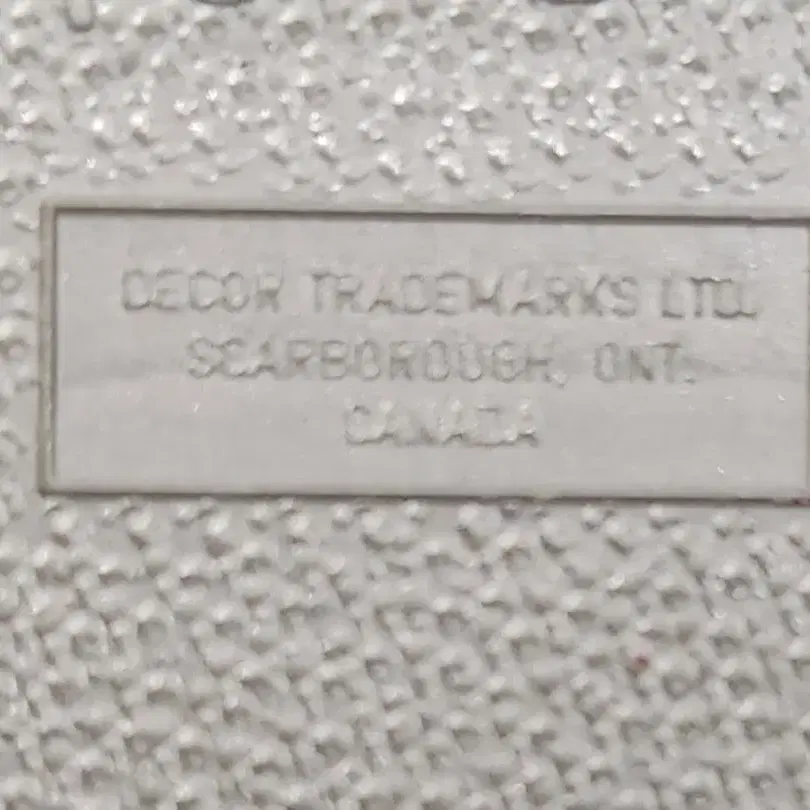 DECOR TRADEMARKS LTD.
SCARBOROUGH, ONT.
CANADA